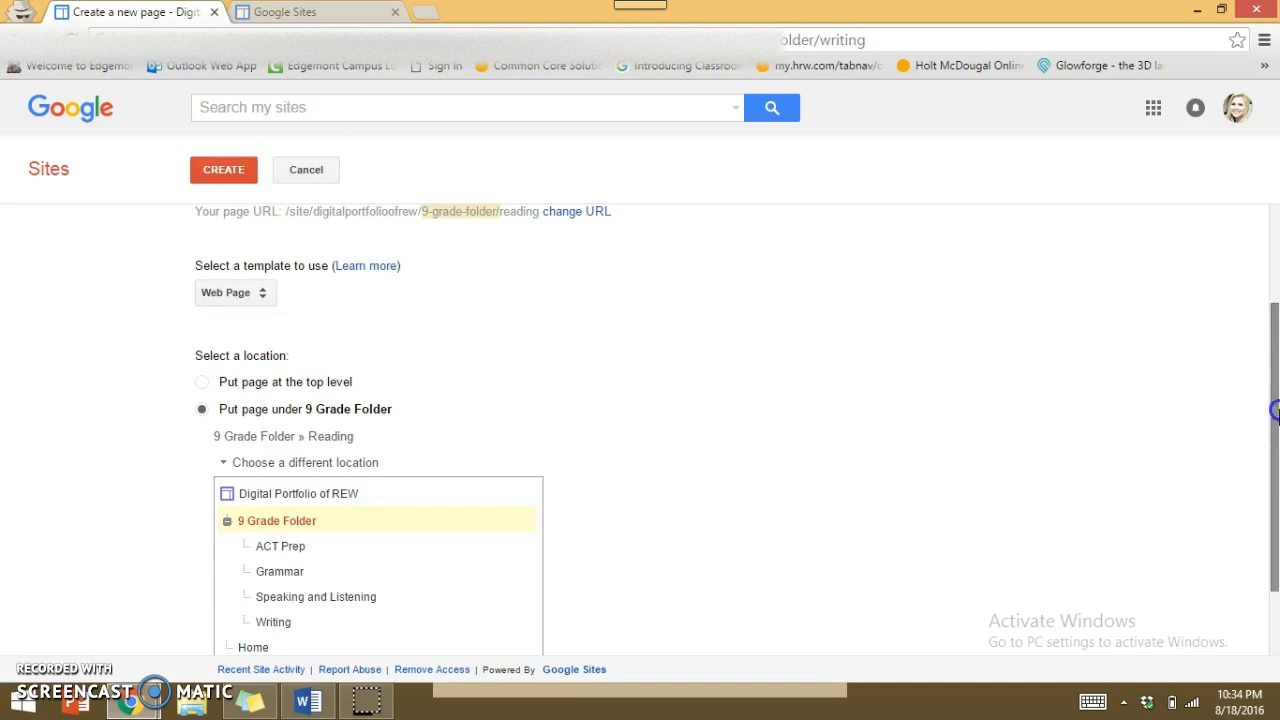 Create a new page - Digit
Google Sites
older/writing
Welcome to Edgemo
Outlook Web App
Edgemont Campus L
Sign In
Common Core Soluti
Introducing Classroo
my.hrw.com/tabnav/c
Holt McDougal Onlin
Glowforge - the 3D la
»
Google
Search my sites
Sites
CREATE
Cancel
Your page URL: /site/digitalportfolioofrew/9-grade-folder/reading change URL
Select a template to use (Learn more)
Web Page
Select a location:
Put page at the top level
Put page under 9 Grade Folder
9 Grade Folder » Reading
Choose a different location
Digital Portfolio of REW
9 Grade Folder
ACT Prep
Grammar
Speaking and Listening
Writing
Home
Activate Windows
Go to PC settings to activate Windows.
Recent Site Activity | Report Abuse | Remove Access | Powered By Google Sites
RECORDED WITH
SCREENCAST MATIC
10:34 PM
8/18/2016